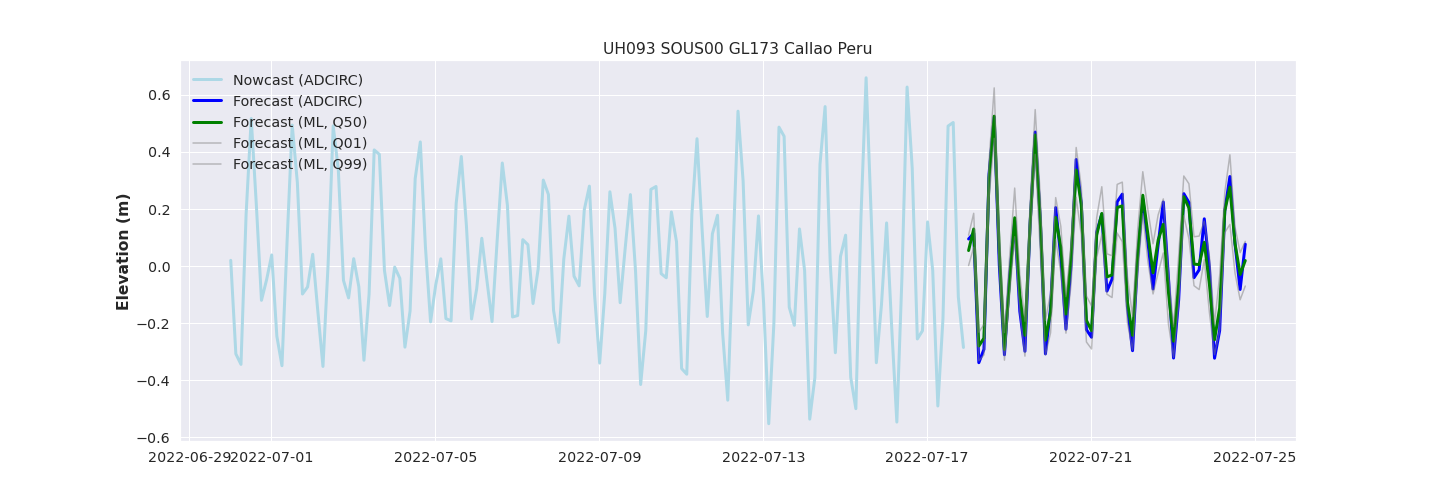 UH093 SOUS00 GL173 Callao Peru
Nowcast (ADCIRC)
Forecast (ADCIRC)
Forecast (ML, Q50)
Forecast (ML, Q01)
Forecast (ML, Q99)
Elevation (m)
0.6
0.4
0.2
0.0
−0.2
−0.4
−0.6
2022-06-29 2022-07-01 2022-07-05 2022-07-09 2022-07-13 2022-07-17 2022-07-21 2022-07-25